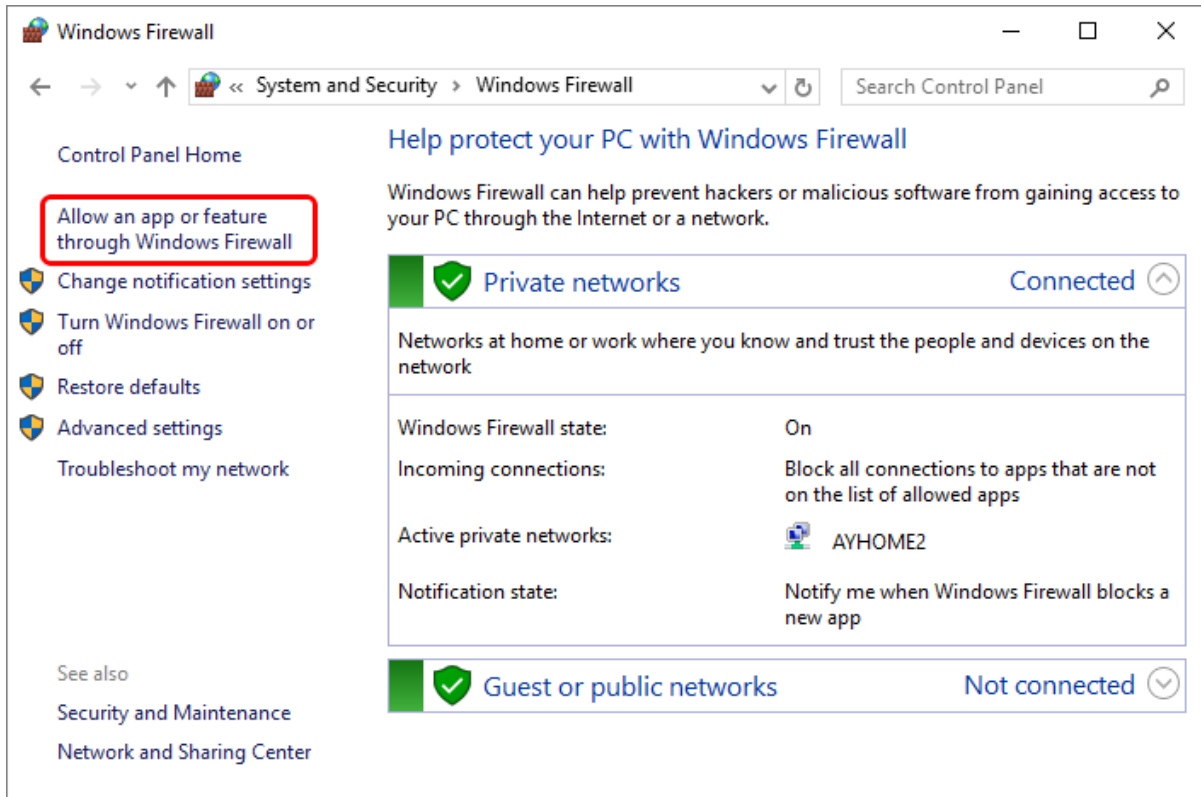 Windows Firewall
« System and Security › Windows Firewall
Search Control Panel
Control Panel Home
Allow an app or feature
through Windows Firewall
Change notification settings
Turn Windows Firewall on or
off
Restore defaults
Advanced settings
Troubleshoot my network
See also
Security and Maintenance
Network and Sharing Center
Help protect your PC with Windows Firewall
Windows Firewall can help prevent hackers or malicious software from gaining access to
your PC through the Internet or a network.
Private networks Connected
Networks at home or work where you know and trust the people and devices on the
network
Windows Firewall state: On
Incoming connections: Block all connections to apps that are not
on the list of allowed apps
Active private networks: AYHOME2
Notification state: Notify me when Windows Firewall blocks a
new app
Guest or public networks Not connected